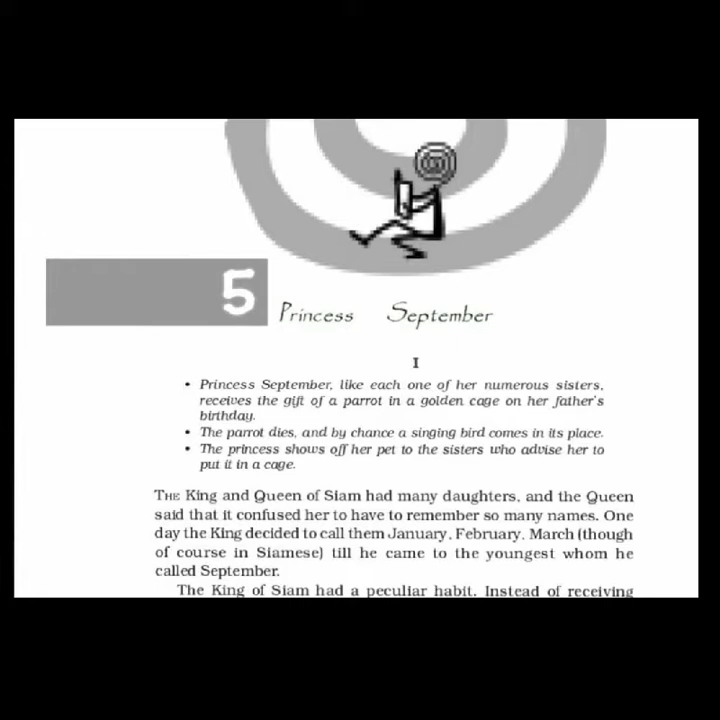 5
Princess September
I
• Princess September, like each one of her numerous sisters,
receives the gift of a parrot in a golden cage on her father's
birthday.
• The parrot dies, and by chance a singing bird comes in its place.
• The princess shows off her pet to the sisters who advise her to
put it in a cage.
THE King and Queen of Siam had many daughters, and the Queen
said that it confused her to have to remember so many names. One
day the King decided to call them January, February, March (though
of course in Siamese) till he came to the youngest whom he
called September.
The King of Siam had a peculiar habit. Instead of receiving